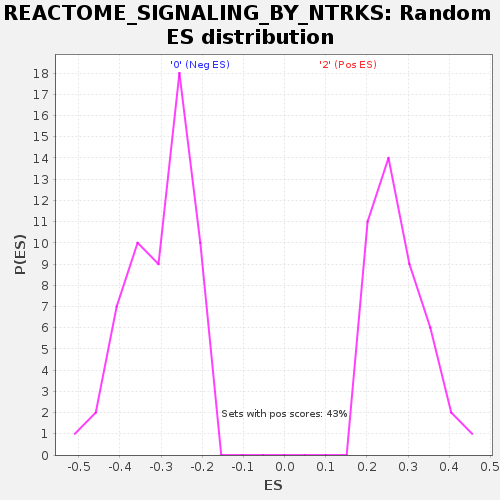 REACTOME_SIGNALING_BY_NTRKS: Random
ES distribution
'0' (Neg ES)
'2' (Pos ES)
18
17
16
15
14
13
12
11
10
9
8
7
6
5
4
3
2
1
0
P(ES)
Sets with pos scores: 43%
-0.5 -0.4 -0.3 -0.2 -0.1 0.0 0.1 0.2 0.3 0.4 0.5
ES